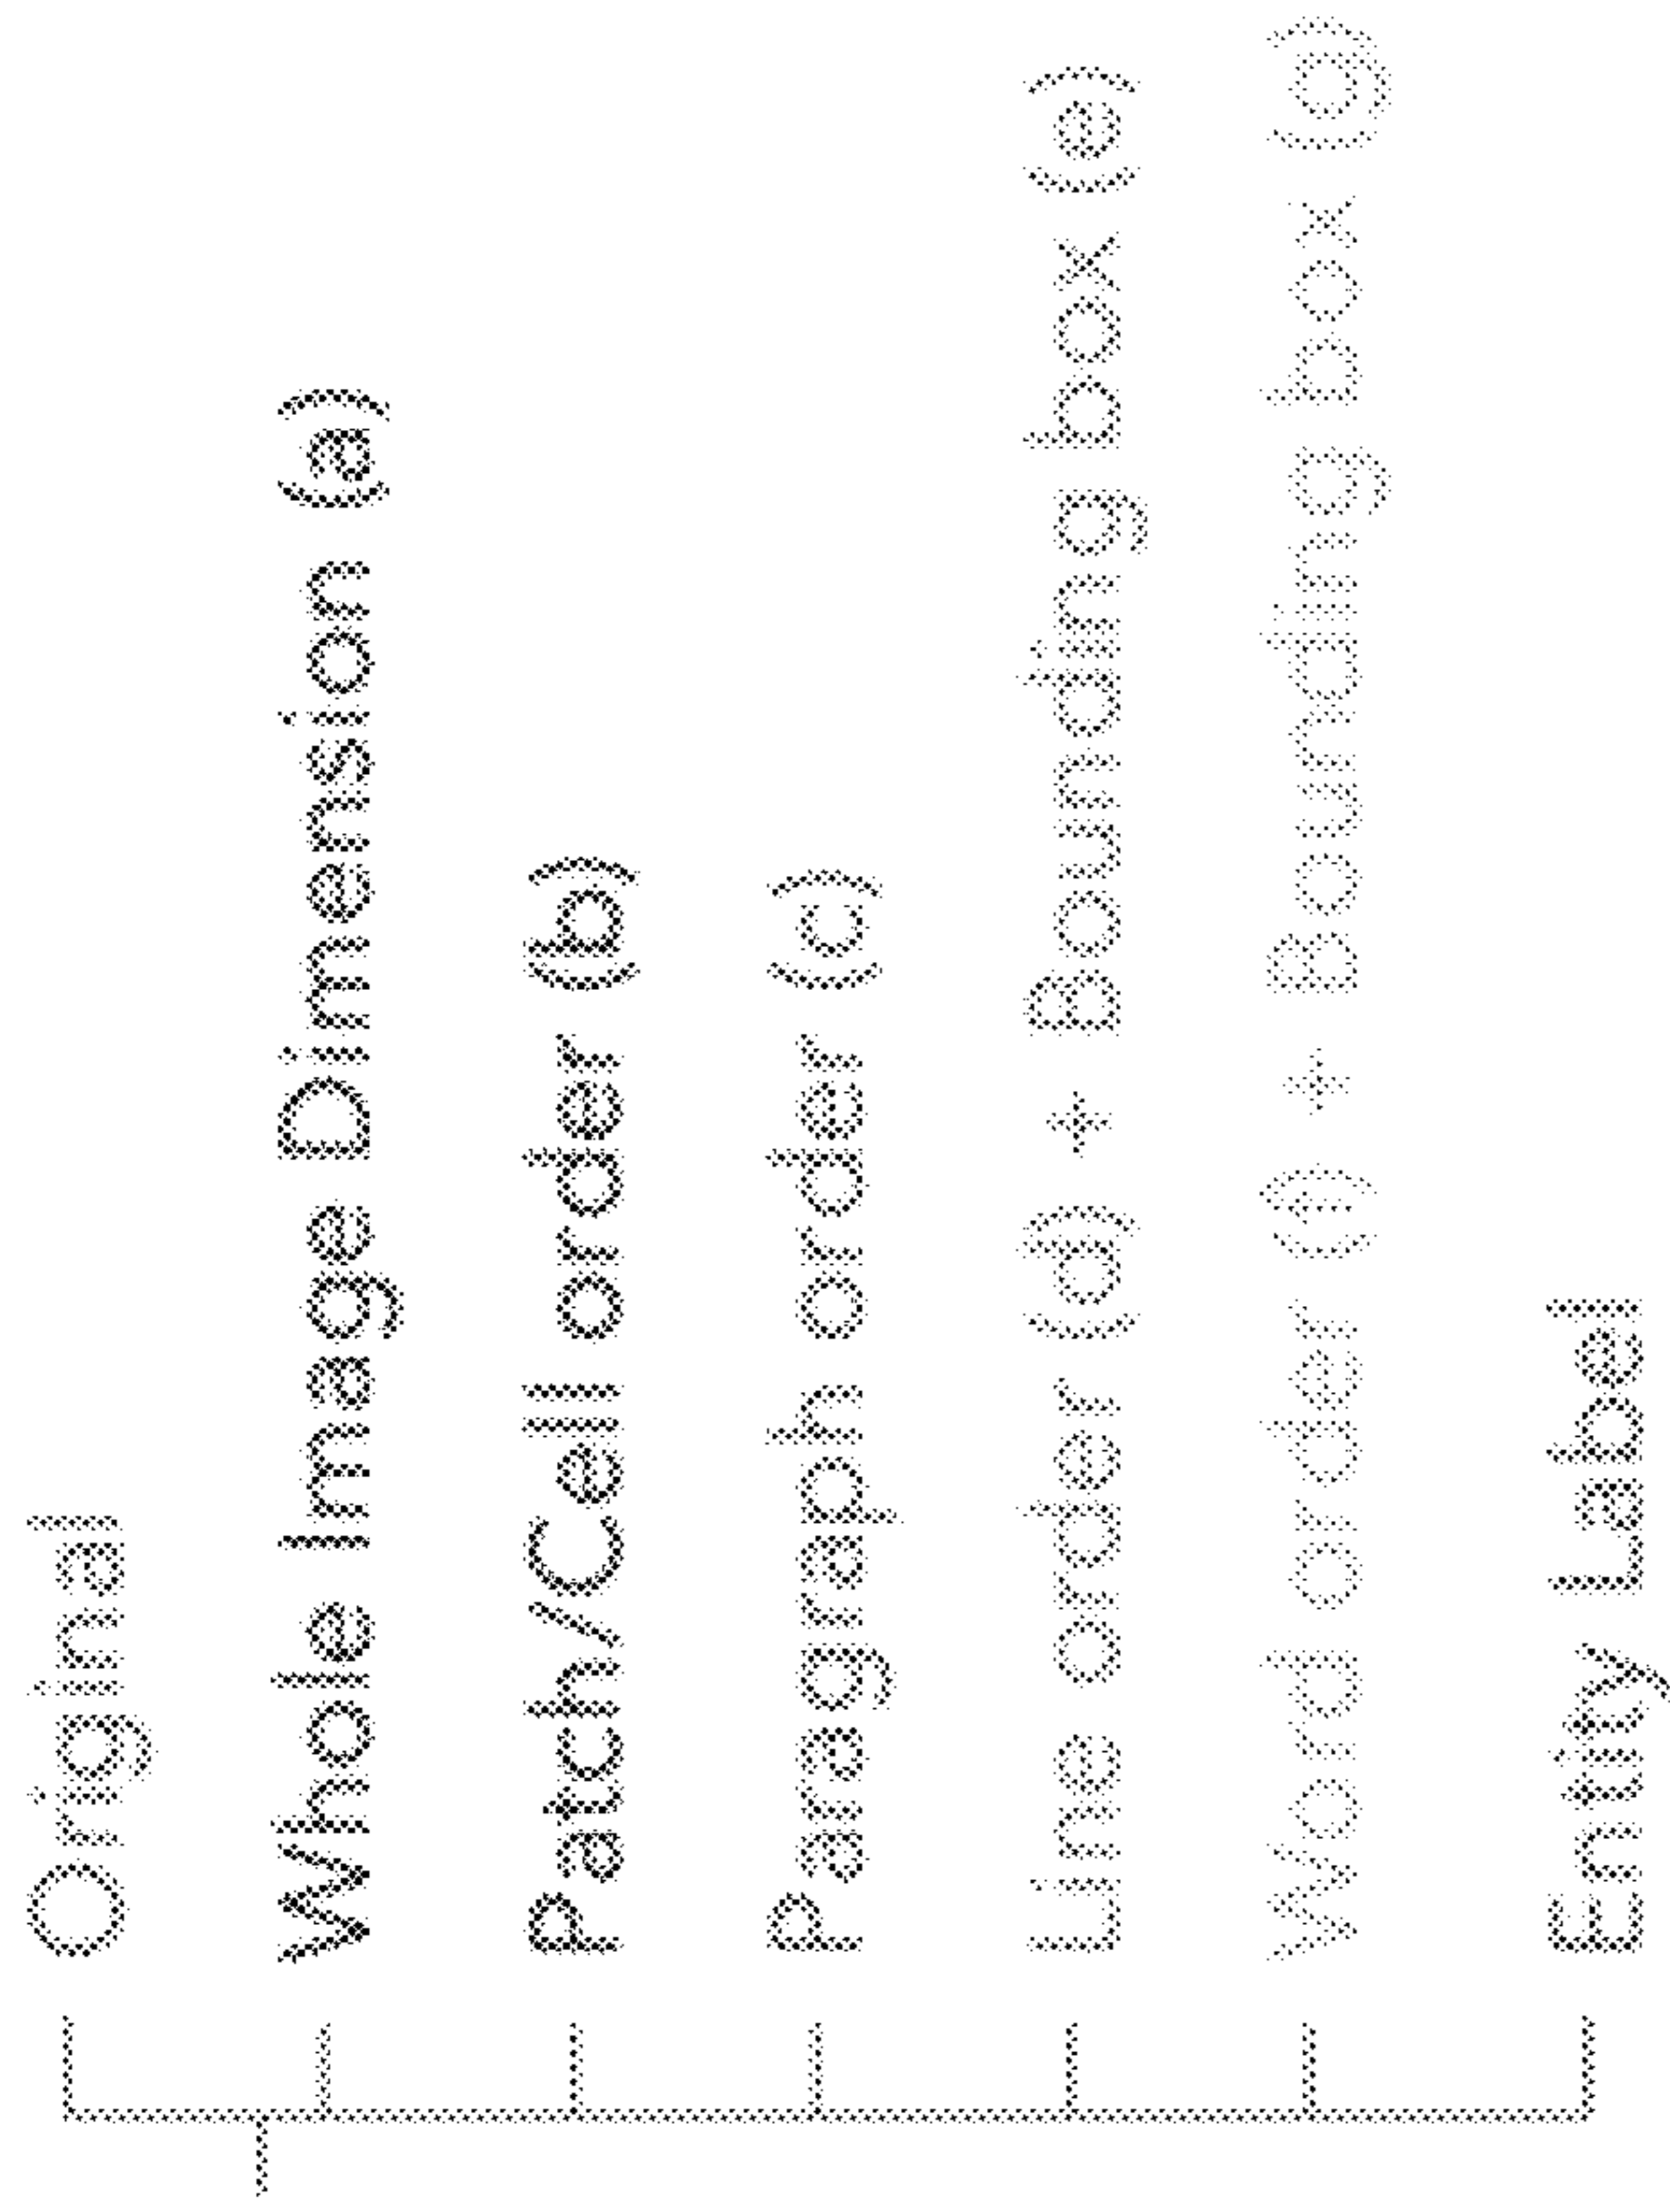 Original
Whole Image Dimension (a)
Patch/Cell order (b)
Paragraph order (c)
Line order (d) + Bounding box (e)
Word order (f) + Bounding box (g)
Entity Label